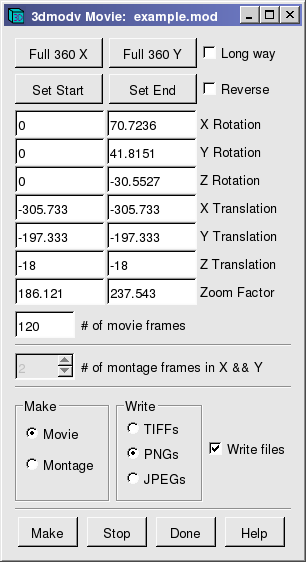 3dmodv Movie: example.mod
Full 360 X Full 360 Y Long way
Set Start Set End Reverse
0 70.7236 X Rotation
0 41.8151 Y Rotation
0 -30.5527 Z Rotation
-305.733 -305.733 X Translation
-197.333 -197.333 Y Translation
-18 -18 Z Translation
186.121 237.543 Zoom Factor
120 # of movie frames
2 # of montage frames in X && Y
Make Write
Movie TIFFs
Montage PNGs
JPEGs
Write files
Make Stop Done Help